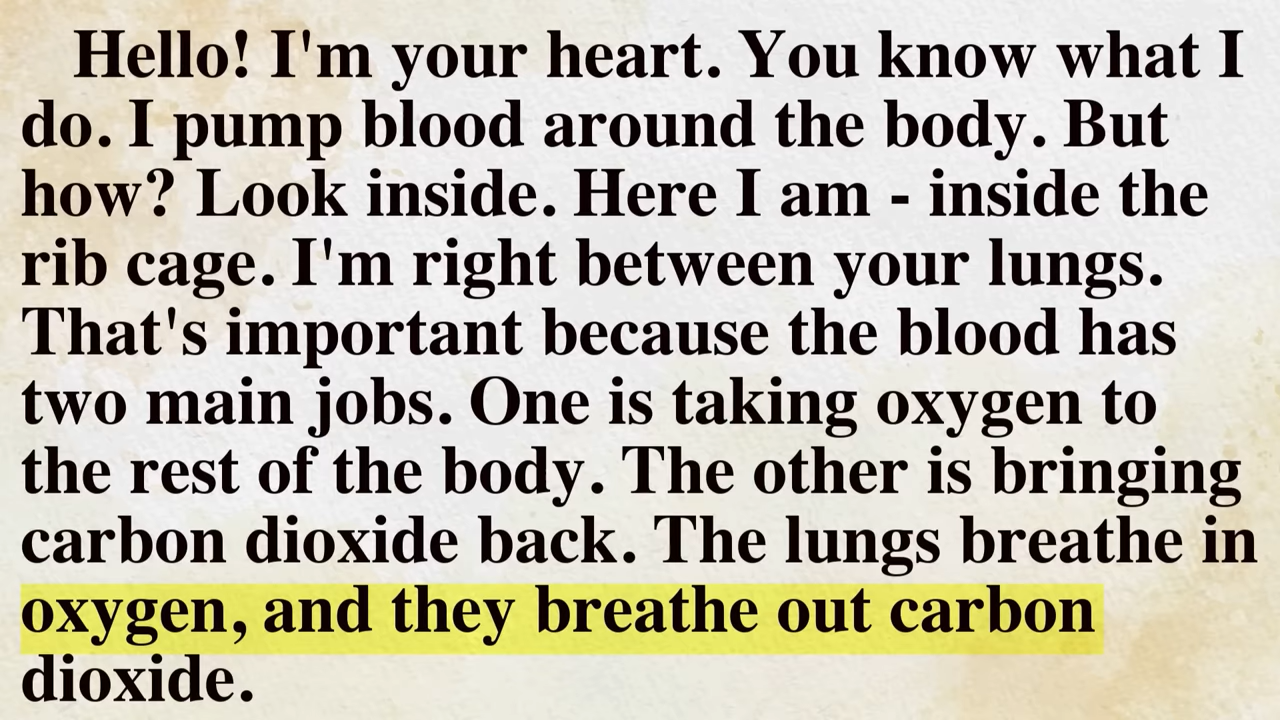 Hello! I'm your heart. You know what I
do. I pump blood around the body. But
how? Look inside. Here I am - inside the
rib cage. I'm right between your lungs.
That's important because the blood has
two main jobs. One is taking oxygen to
the rest of the body. The other is bringing
carbon dioxide back. The lungs breathe in
oxygen, and they breathe out carbon
dioxide.